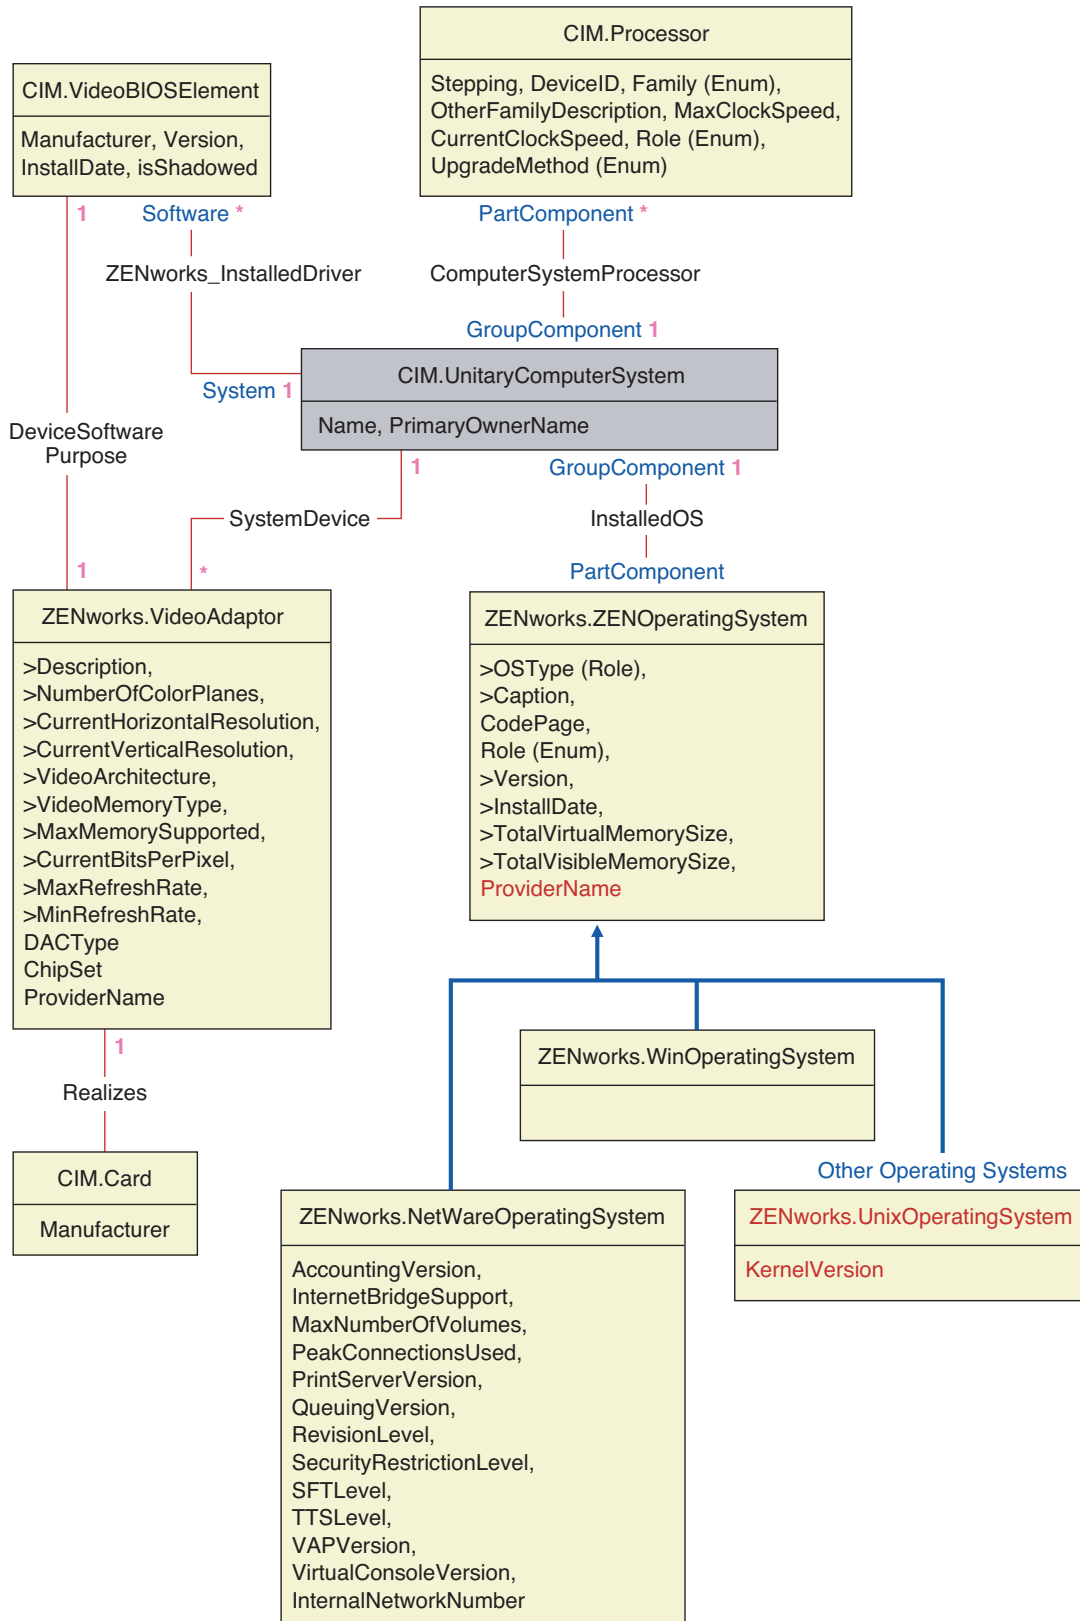 CIM.Processor
Stepping, DeviceID, Family (Enum),
OtherFamilyDescription, MaxClockSpeed,
CurrentClockSpeed, Role (Enum),
UpgradeMethod (Enum)
CIM.VideoBIOSElement
Manufacturer, Version,
InstallDate, isShadowed
1
Software *
PartComponent *
ZENworks_InstalledDriver
ComputerSystemProcessor
GroupComponent 1
CIM.UnitaryComputerSystem
System 1
Name, PrimaryOwnerName
DeviceSoftware
Purpose
1
GroupComponent 1
SystemDevice
InstalledOS
1
*
PartComponent
ZENworks.VideoAdaptor
>Description,
>NumberOfColorPlanes,
>CurrentHorizontalResolution,
>CurrentVerticalResolution,
>VideoArchitecture,
>VideoMemoryType,
>MaxMemorySupported,
>CurrentBitsPerPixel,
>MaxRefreshRate,
>MinRefreshRate,
DACType
ChipSet
ProviderName
ZENworks.ZENOperatingSystem
>OSType (Role),
>Caption,
CodePage,
Role (Enum),
>Version,
>InstallDate,
>TotalVirtualMemorySize,
>TotalVisibleMemorySize,
ProviderName
1
Realizes
CIM.Card
Manufacturer
ZENworks.WinOperatingSystem
Other Operating Systems
ZENworks.NetWareOperatingSystem
AccountingVersion,
InternetBridgeSupport,
MaxNumberOfVolumes,
PeakConnectionsUsed,
PrintServerVersion,
QueuingVersion,
RevisionLevel,
SecurityRestrictionLevel,
SFTLevel,
TTSLevel,
VAPVersion,
VirtualConsoleVersion,
InternalNetworkNumber
ZENworks.UnixOperatingSystem
KernelVersion